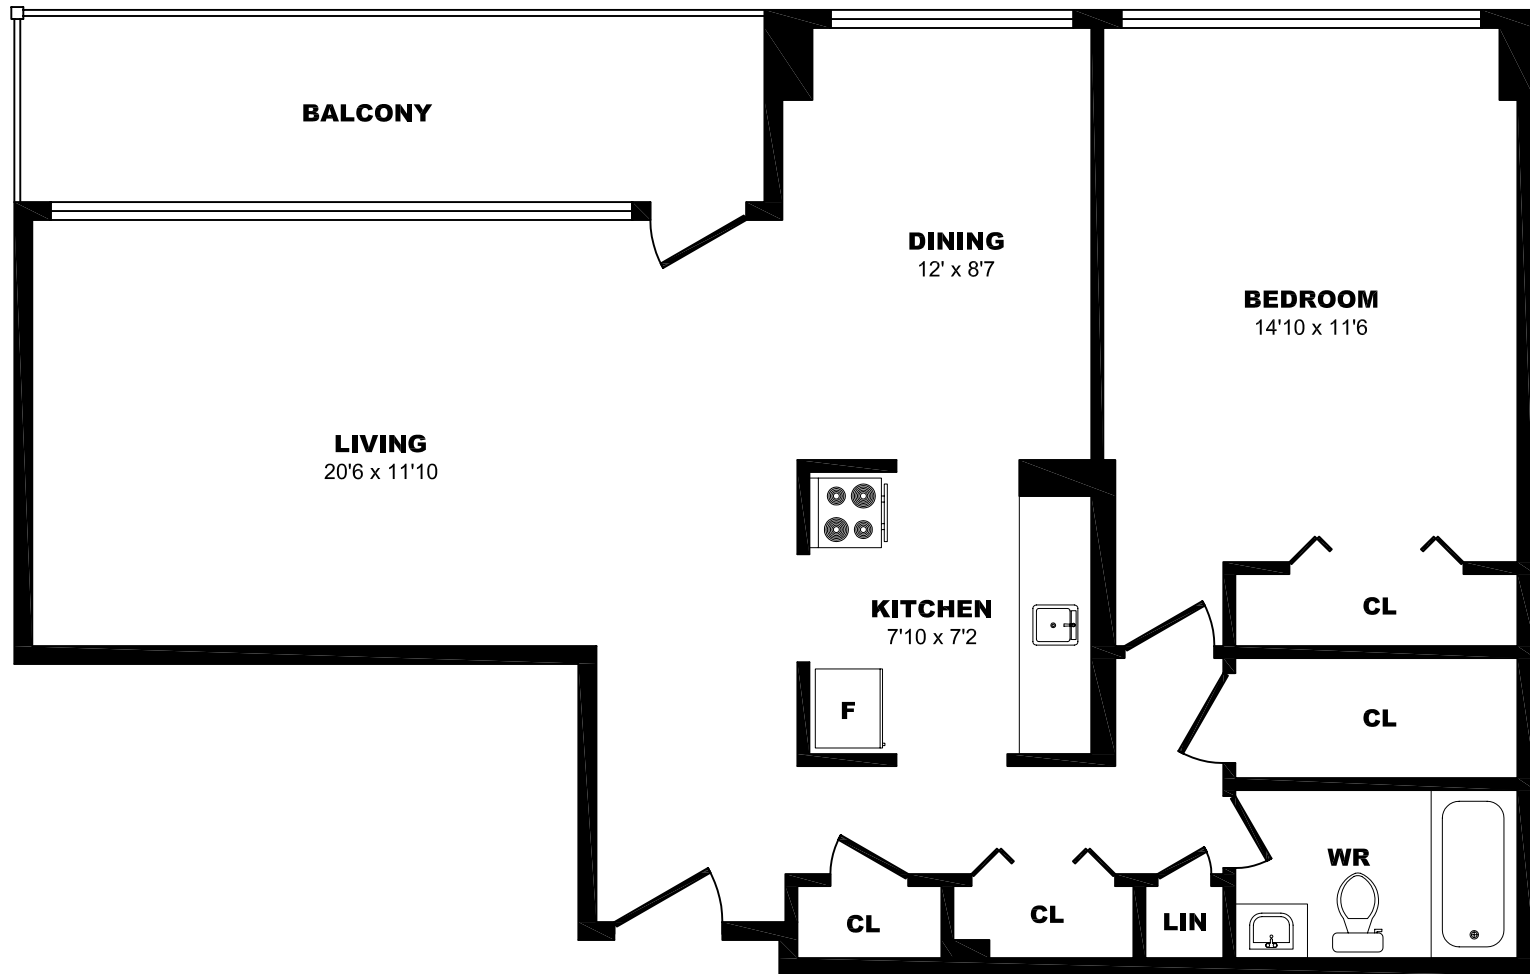 BALCONY
DINING
12' x 8'7
BEDROOM
14'10 x 11'6
LIVING
20'6 x 11'10
KITCHEN
7'10 x 7'2
CL
F
CL
WR
CL
CL
LIN